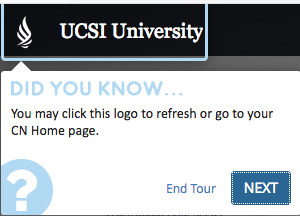 UCSI University
DID YOU KNOW...
You may click this logo to refresh or go to your
CN Home page.
?
End Tour NEXT